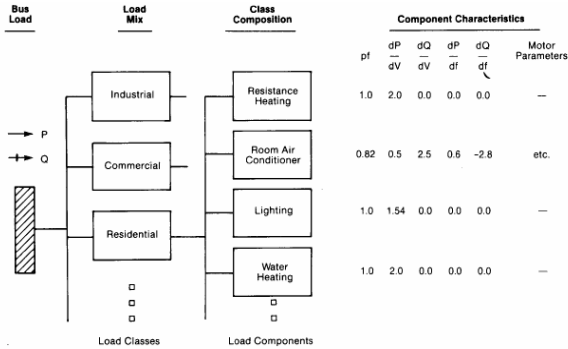 Bus Load
Load Mix
Class Composition
Component Characteristics
pf
dP/dV
dQ/dV
dP/df
dQ/df
Motor Parameters
Industrial
Resistance Heating
1.0 2.0 0.0 0.0 0.0 —
P
Q
Commercial
Room Air Conditioner
0.82 0.5 2.5 0.6 -2.8 etc.
Residential
Lighting
1.0 1.54 0.0 0.0 0.0 —
Water Heating
1.0 2.0 0.0 0.0 0.0 —
Load Classes
Load Components